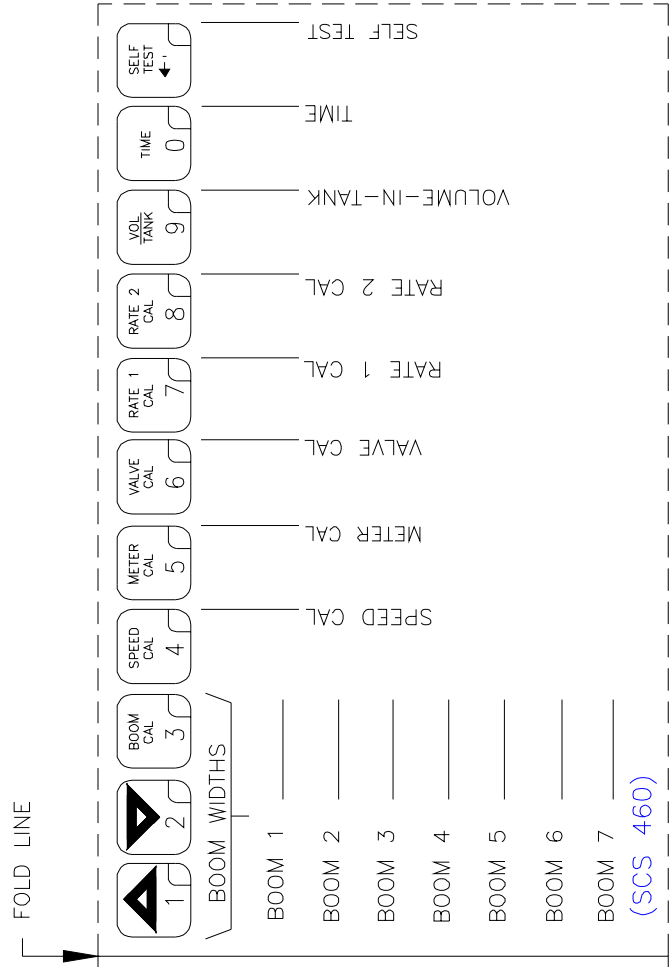 FOLD LINE
1
2
BOOM
CAL
3
SPEED
CAL
4
METER
CAL
5
VALVE
CAL
6
RATE 1
CAL
7
RATE 2
CAL
8
VOL
TANK
9
TIME
0
SELF
TEST
BOOM WIDTHS
BOOM 1
BOOM 2
BOOM 3
BOOM 4
BOOM 5
BOOM 6
BOOM 7
(SCS 460)
SPEED CAL
METER CAL
VALVE CAL
RATE 1 CAL
RATE 2 CAL
VOLUME-IN-TANK
TIME
SELF TEST